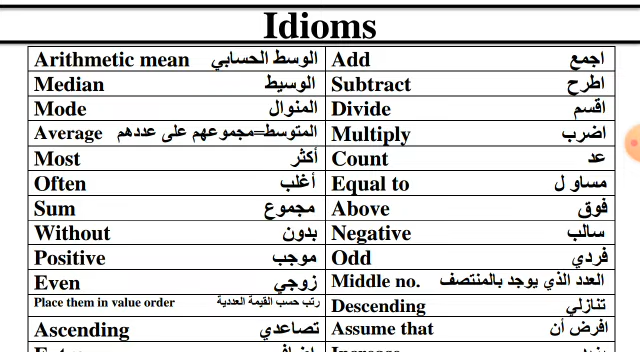 Idioms
Arithmetic mean الوسط الحسابي Add اجمع
Median الوسيط Subtract اطرح
Mode المنوال Divide اقسم
Average المتوسط=مجموعهم على عددهم Multiply اضرب
Most أكثر Count عد
Often أغلب Equal to مساو ل
Sum مجموع Above فوق
Without بدون Negative سالب
Positive موجب Odd فردي
Even زوجي Middle no. العدد الذي يوجد بالمنتصف
Place them in value order رتب حسب القيمة العددية Descending تنازلي
Ascending تصاعدي Assume that افرض أن